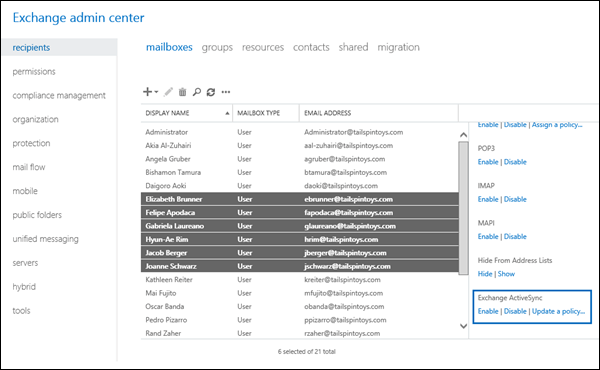 Exchange admin center
recipients
permissions
compliance management
organization
protection
mail flow
mobile
public folders
unified messaging
servers
hybrid
tools
mailboxes groups resources contacts shared migration
DISPLAY NAME MAILBOX TYPE EMAIL ADDRESS
Administrator User Administrator@tailspintoys.com
Akia Al-Zuhairi User aal-zuhairi@tailspintoys.com
Angela Gruber User agruber@tailspintoys.com
Bishamon Tamura User btamura@tailspintoys.com
Daigoro Aoki User daoki@tailspintoys.com
Elizabeth Brunner User ebrunner@tailspintoys.com
Felipe Apodaca User fapodaca@tailspintoys.com
Gabriela Laureano User glaureano@tailspintoys.com
Hyun-Ae Rim User hrim@tailspintoys.com
Jacob Berger User jberger@tailspintoys.com
Joanne Schwarz User jschwarz@tailspintoys.com
Kathleen Reiter User kreiter@tailspintoys.com
Mai Fujito User mfujito@tailspintoys.com
Oscar Banda User obanda@tailspintoys.com
Pedro Pizarro User ppizarro@tailspintoys.com
Rand Zaher User rzaher@tailspintoys.com
6 selected of 21 total
Enable | Disable | Assign a policy...
POP3
Enable | Disable
IMAP
Enable | Disable
MAPI
Enable | Disable
Hide From Address Lists
Hide | Show
Exchange ActiveSync
Enable | Disable | Update a policy...